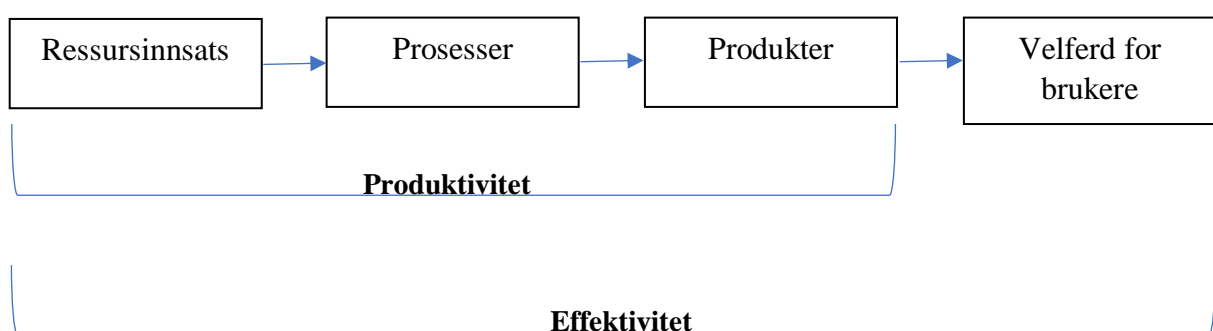 Ressursinnsats
Prosesser
Produkter
Velferd for
brukere
Produktivitet
Effektivitet